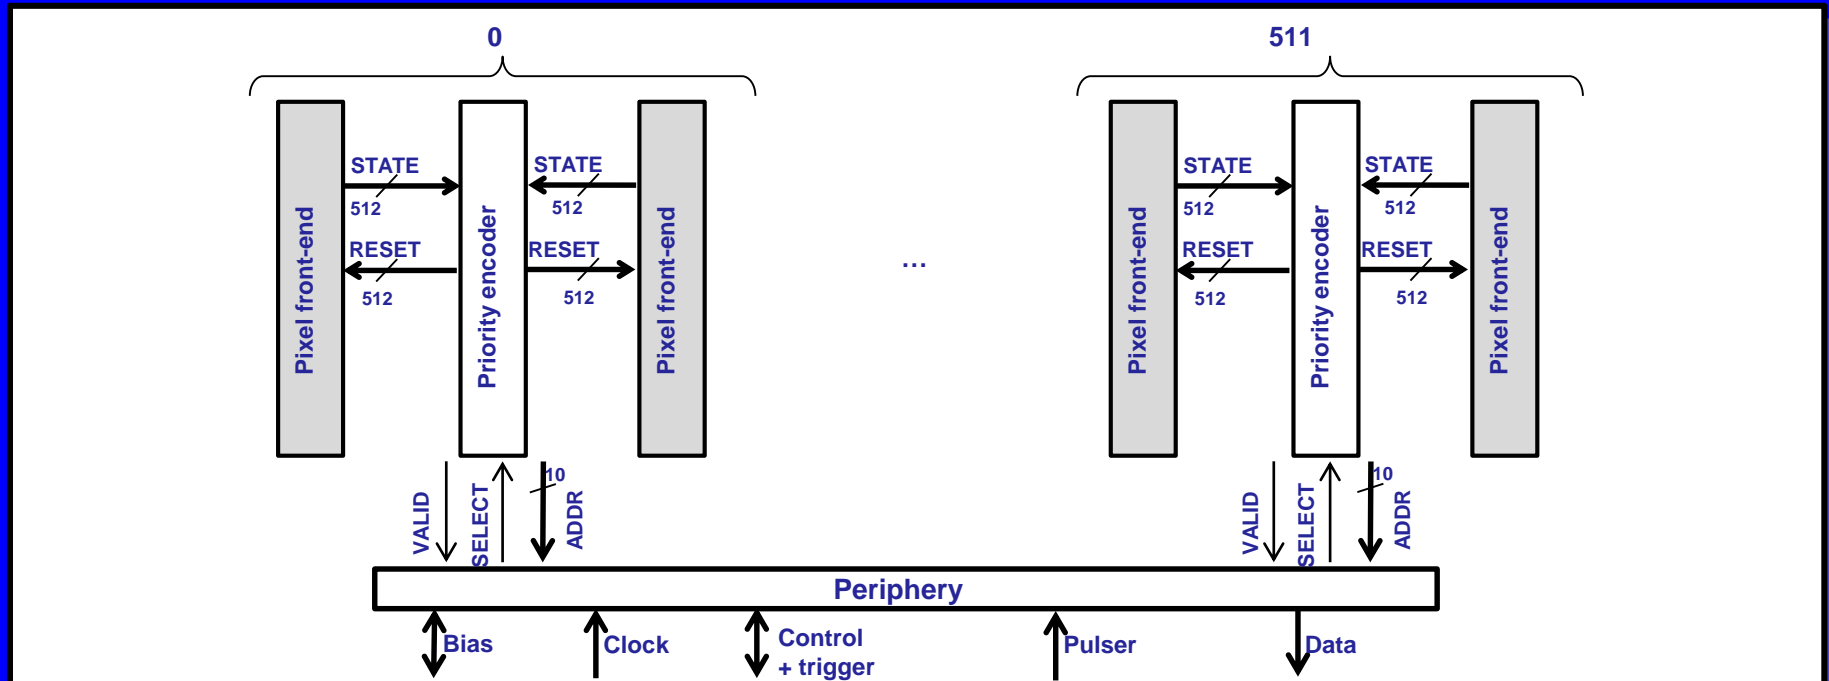 0
511
STATE
STATE
STATE
STATE
512
512
512
512
RESET
RESET
RESET
RESET
512
512
512
512
Pixel front-end
Priority encoder
Pixel front-end
...
Pixel front-end
Priority encoder
Pixel front-end
VALID
SELECT
10
ADDR
VALID
SELECT
10
ADDR
Periphery
Bias
Clock
Control
+ trigger
Pulser
Data